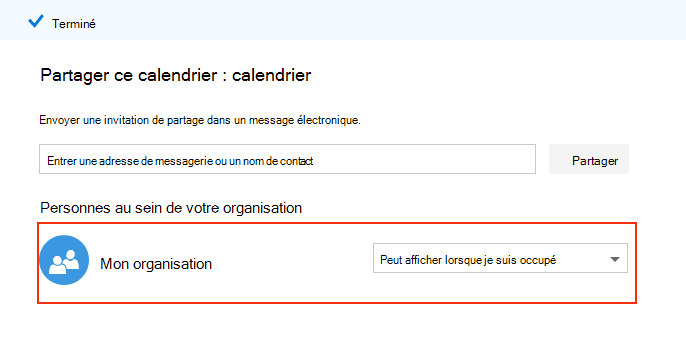 Terminé
Partager ce calendrier : calendrier
Envoyer une invitation de partage dans un message électronique.
Entrer une adresse de messagerie ou un nom de contact
Partager
Personnes au sein de votre organisation
Mon organisation
Peut afficher lorsque je suis occupé